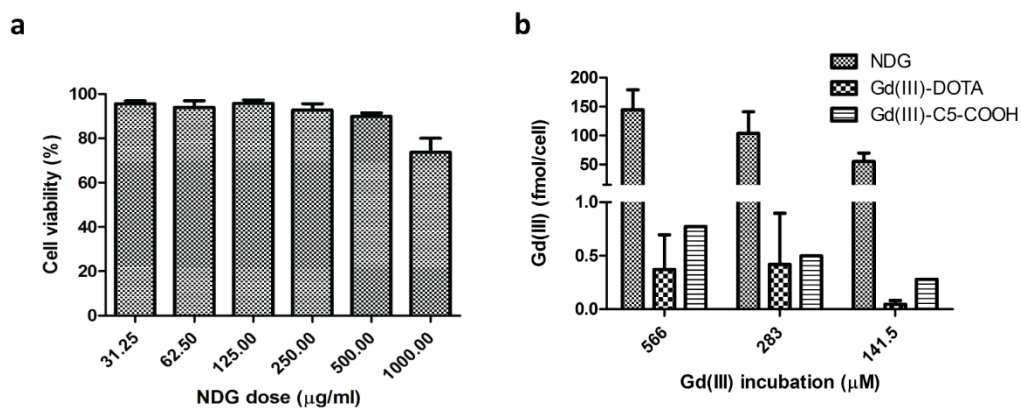 a
Cell viability (%)
100
80
60
40
20
0
31.25
62.50
125.00
250.00
500.00
1000.00
NDG dose (μg/ml)
b
NDG
Gd(III)-DOTA
Gd(III)-C5-COOH
Gd(III) (fmol/cell)
200
150
100
50
1.0
0.5
0.0
566
283
141.5
Gd(III) incubation (μM)